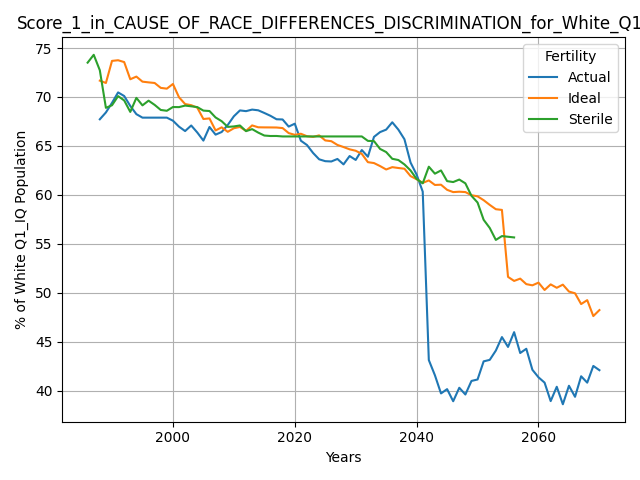 Score_1_in_CAUSE_OF_RACE_DIFFERENCES_DISCRIMINATION_for_White_Q1
Fertility
Actual
Ideal
Sterile
% of White Q1_IQ Population
75
70
65
60
55
50
45
40
2000
2020
2040
2060
Years